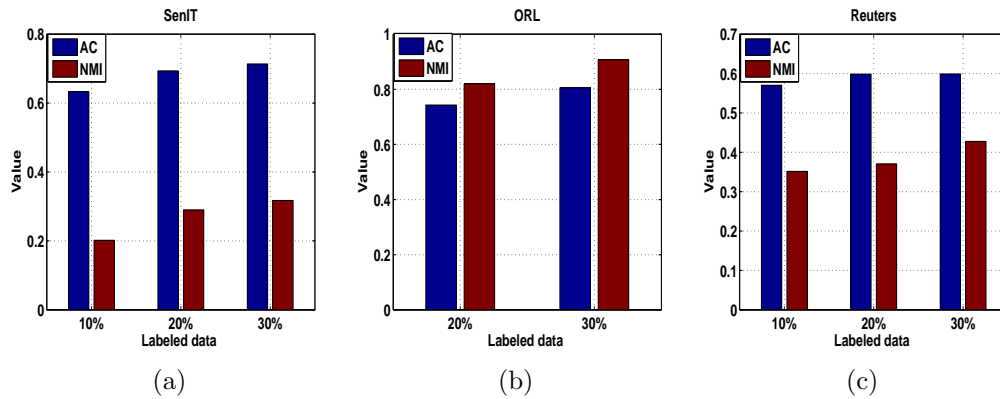 SenIT
0.8
0.6
0.4
0.2
0
Value
AC
NMI
10% 20% 30%
Labeled data
(a)
ORL
1
0.8
0.6
0.4
0.2
0
Value
AC
NMI
20% 30%
Labeled data
(b)
Reuters
0.7
0.6
0.5
0.4
0.3
0.2
0.1
0
Value
AC
NMI
10% 20% 30%
Labeled data
(c)